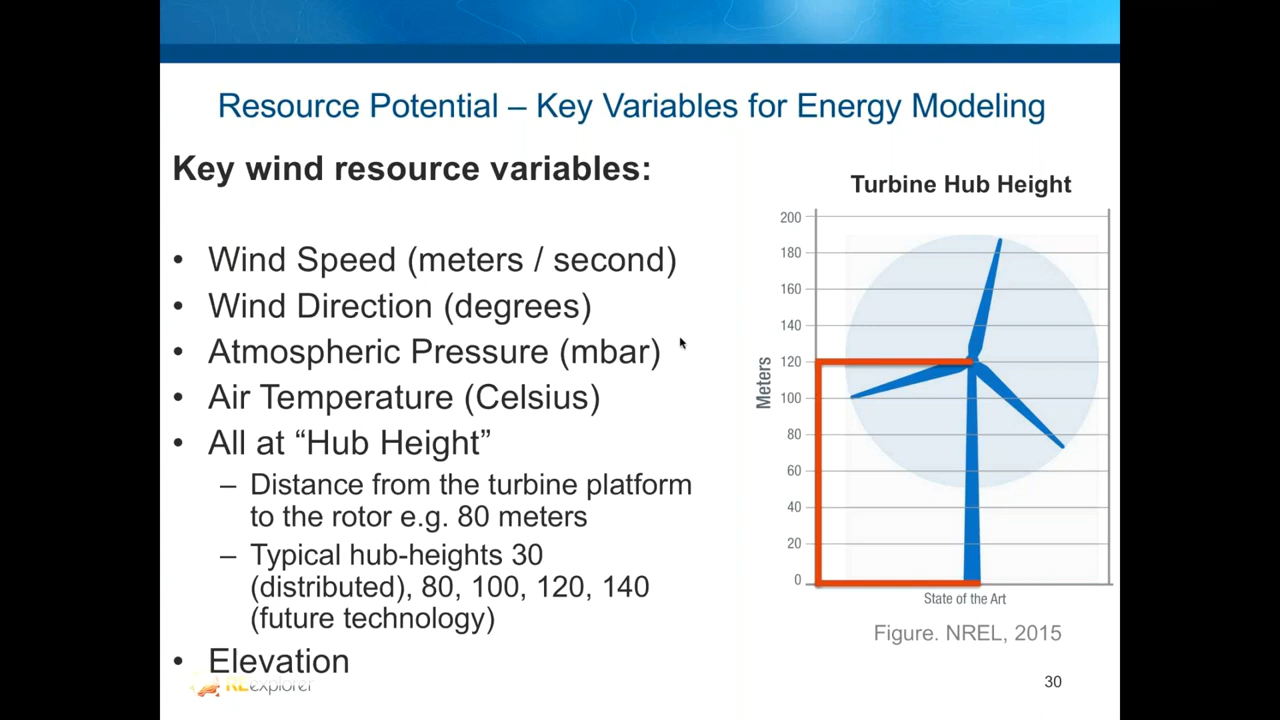 Resource Potential – Key Variables for Energy Modeling
Key wind resource variables:
• Wind Speed (meters / second)
• Wind Direction (degrees)
• Atmospheric Pressure (mbar)
• Air Temperature (Celsius)
• All at “Hub Height”
– Distance from the turbine platform
to the rotor e.g. 80 meters
– Typical hub-heights 30
(distributed), 80, 100, 120, 140
(future technology)
• Elevation
RE explorer
Turbine Hub Height
Meters
200
180
160
140
120
100
80
60
40
20
0
State of the Art
Figure. NREL, 2015
30